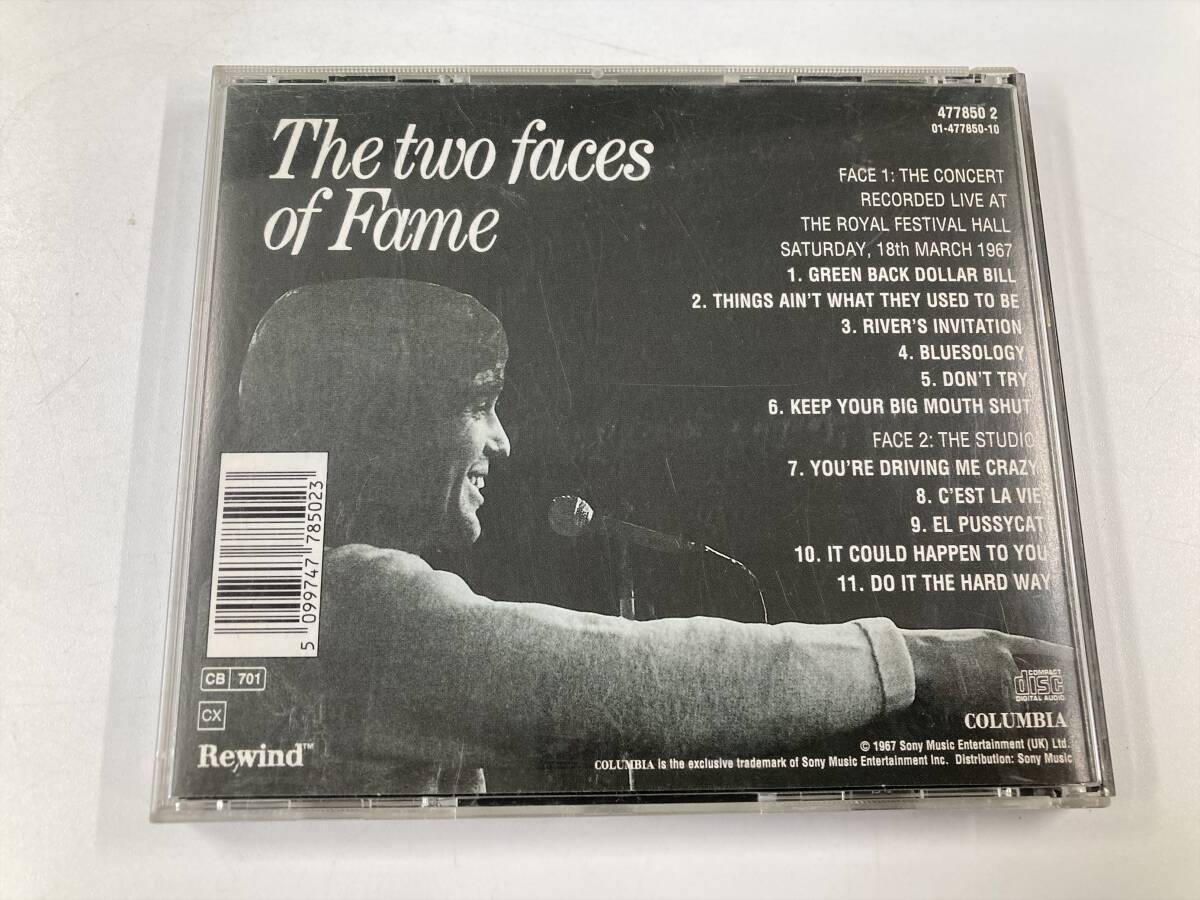 The two faces
of Fame
477850 2
01-477850-10
FACE 1: THE CONCERT
RECORDED LIVE AT
THE ROYAL FESTIVAL HALL
SATURDAY, 18th MARCH 1967
1. GREEN BACK DOLLAR BILL
2. THINGS AIN'T WHAT THEY USED TO BE
3. RIVER'S INVITATION
4. BLUESOLOGY
5. DON'T TRY
6. KEEP YOUR BIG MOUTH SHUT
FACE 2: THE STUDIO
7. YOU'RE DRIVING ME CRAZY
8. C'EST LA VIE
9. EL PUSSYCAT
10. IT COULD HAPPEN TO YOU
11. DO IT THE HARD WAY
5 099747 785023
CB 701
CX
Rewind™
COMPACT
disc
DIGITAL AUDIO
COLUMBIA
© 1967 Sony Music Entertainment (UK) Ltd.
COLUMBIA is the exclusive trademark of Sony Music Entertainment Inc. Distribution: Sony Music